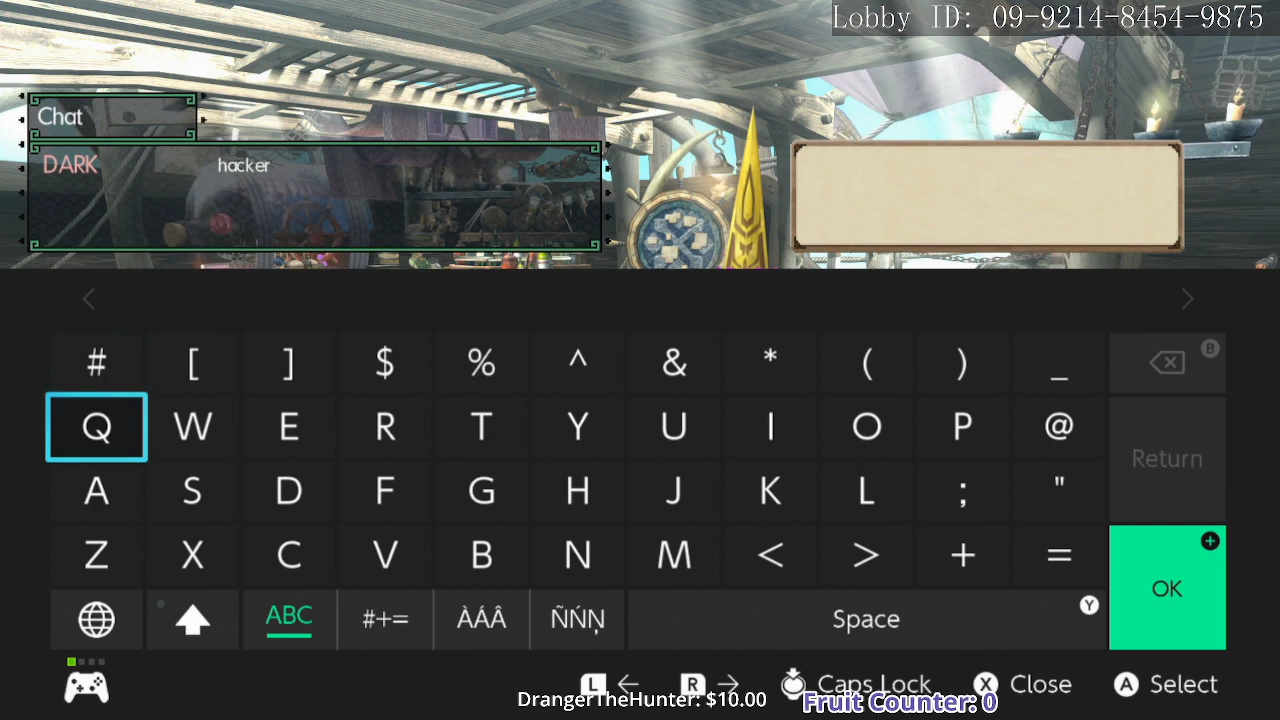 Lobby ID: 09-9214-8454-9875
Chat
DARK hacker
# [ ] $ % ^ & * ( ) _ B
Q W E R T Y U I O P @
Return
A S D F G H J K L ; "
Z X C V B N M < > + =
OK
ABC #+= ÀÁÂ ÑŃŅ Space Y
L ← R → Caps Lock X Close A Select
DrangerTheHunter: $10.00 Fruit Counter: 0